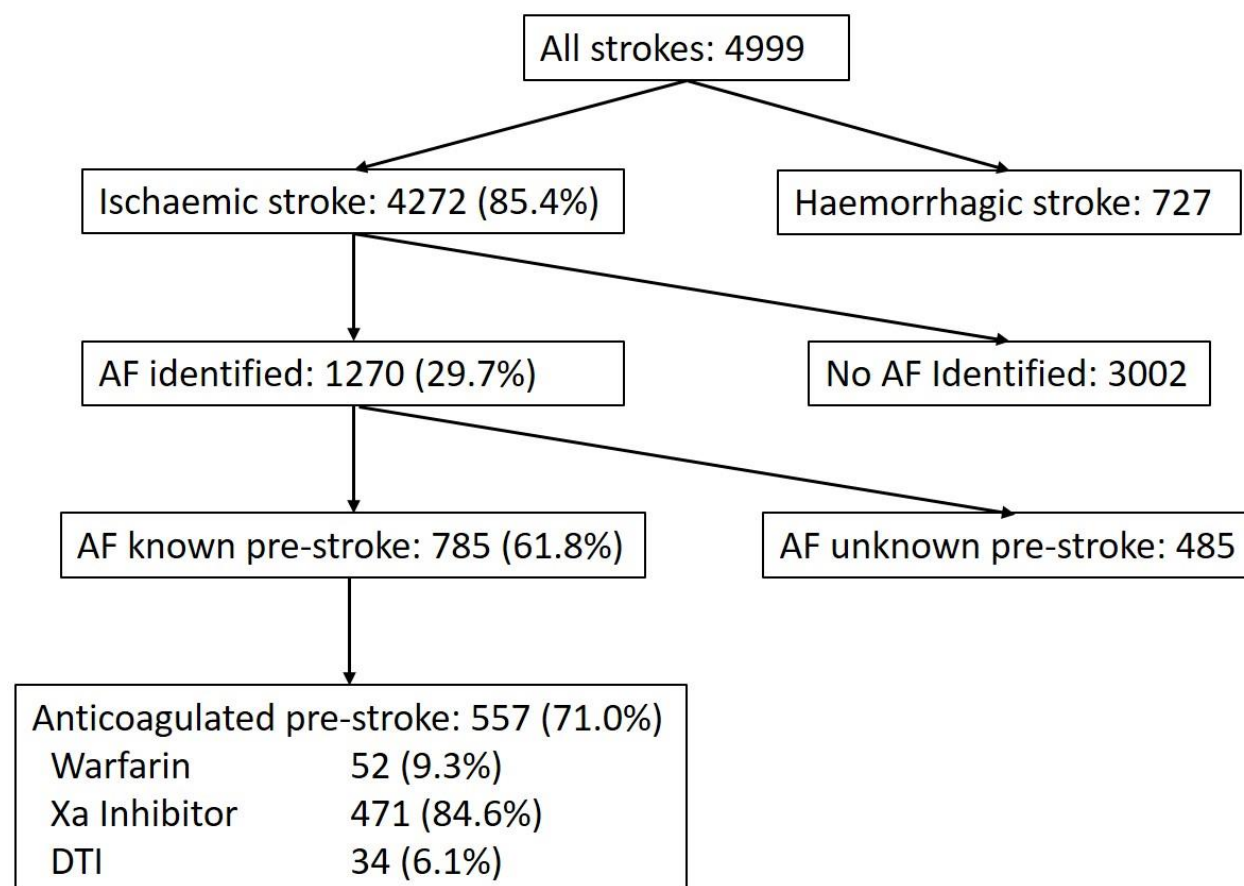 All strokes: 4999
Ischaemic stroke: 4272 (85.4%)
Haemorrhagic stroke: 727
AF identified: 1270 (29.7%)
No AF Identified: 3002
AF known pre-stroke: 785 (61.8%)
AF unknown pre-stroke: 485
Anticoagulated pre-stroke: 557 (71.0%)
Warfarin 52 (9.3%)
Xa Inhibitor 471 (84.6%)
DTI 34 (6.1%)